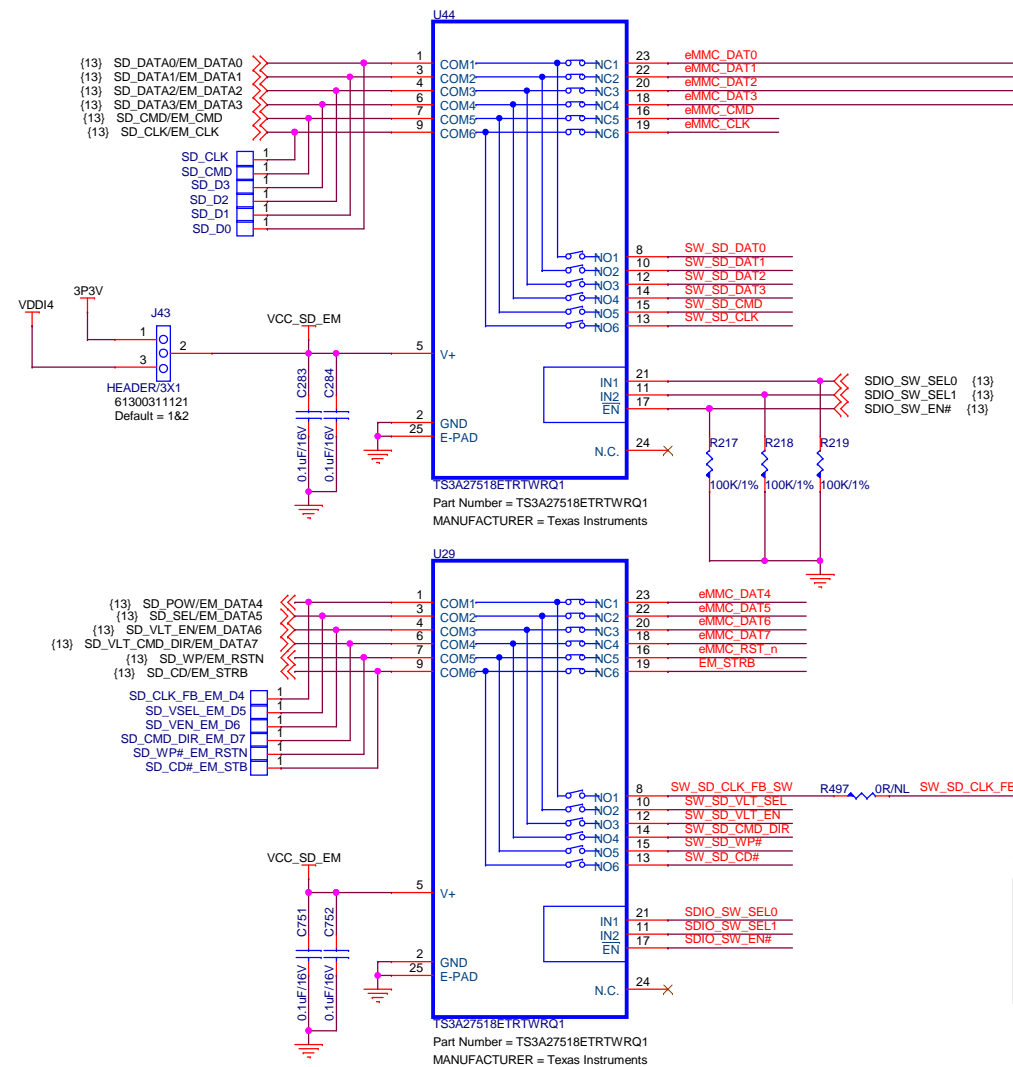 U44
{13} SD_DATA0/EM_DATA0 1 COM1 NC1 23 eMMC_DAT0
{13} SD_DATA1/EM_DATA1 3 COM2 NC2 22 eMMC_DAT1
{13} SD_DATA2/EM_DATA2 4 COM3 NC3 20 eMMC_DAT2
{13} SD_DATA3/EM_DATA3 6 COM4 NC4 18 eMMC_DAT3
{13} SD_CMD/EM_CMD 7 COM5 NC5 16 eMMC_CMD
{13} SD_CLK/EM_CLK 9 COM6 NC6 19 eMMC_CLK
SD_CLK 1
SD_CMD 1
SD_D3 1
SD_D2 1
SD_D1 1
SD_D0 1
NO1 8 SW_SD_DAT0
NO2 10 SW_SD_DAT1
NO3 12 SW_SD_DAT2
NO4 14 SW_SD_DAT3
NO5 15 SW_SD_CMD
NO6 13 SW_SD_CLK
3P3V
VDDI4
J43
VCC_SD_EM
1
2
3
5 V+
HEADER/3X1
61300311121
Default = 1&2
C283
C284
0.1uF/16V
0.1uF/16V
IN1 21 SDIO_SW_SEL0 {13}
IN2 11 SDIO_SW_SEL1 {13}
EN 17 SDIO_SW_EN# {13}
2 GND
25 E-PAD
N.C. 24
R217 R218 R219
100K/1% 100K/1% 100K/1%
TS3A27518ETRTWRQ1
Part Number = TS3A27518ETRTWRQ1
MANUFACTURER = Texas Instruments
U29
{13} SD_POW/EM_DATA4 1 COM1 NC1 23 eMMC_DAT4
{13} SD_SEL/EM_DATA5 3 COM2 NC2 22 eMMC_DAT5
{13} SD_VLT_EN/EM_DATA6 4 COM3 NC3 20 eMMC_DAT6
{13} SD_VLT_CMD_DIR/EM_DATA7 6 COM4 NC4 18 eMMC_DAT7
{13} SD_WP/EM_RSTN 7 COM5 NC5 16 eMMC_RST_n
{13} SD_CD/EM_STRB 9 COM6 NC6 19 EM_STRB
SD_CLK_FB_EM_D4 1
SD_VSEL_EM_D5 1
SD_VEN_EM_D6 1
SD_CMD_DIR_EM_D7 1
SD_WP#_EM_RSTN 1
SD_CD#_EM_STB 1
NO1 8 SW_SD_CLK_FB_SW R497 0R/NL SW_SD_CLK_FB
NO2 10 SW_SD_VLT_SEL
NO3 12 SW_SD_VLT_EN
NO4 14 SW_SD_CMD_DIR
NO5 15 SW_SD_WP#
NO6 13 SW_SD_CD#
VCC_SD_EM
5 V+
C751
C752
0.1uF/16V
0.1uF/16V
IN1 21 SDIO_SW_SEL0
IN2 11 SDIO_SW_SEL1
EN 17 SDIO_SW_EN#
2 GND
25 E-PAD
N.C. 24
TS3A27518ETRTWRQ1
Part Number = TS3A27518ETRTWRQ1
MANUFACTURER = Texas Instruments